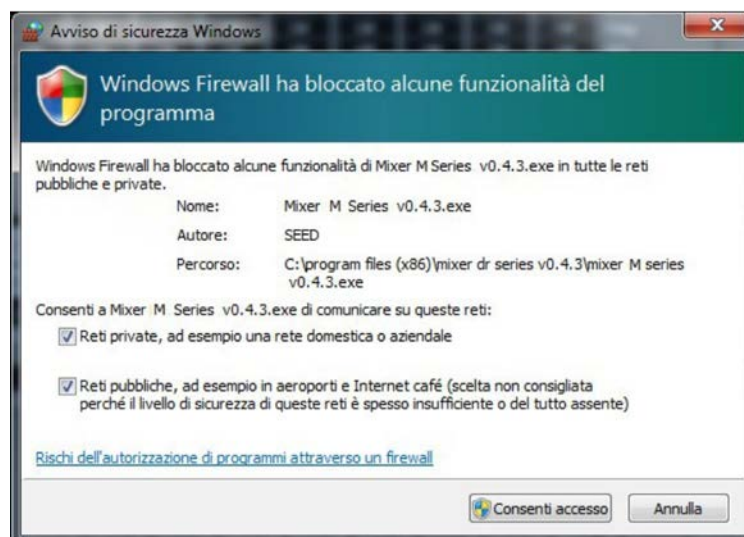 Avviso di sicurezza Windows
Windows Firewall ha bloccato alcune funzionalità del
programma
Windows Firewall ha bloccato alcune funzionalità di Mixer M Series v0.4.3.exe in tutte le reti
pubbliche e private.
Nome: Mixer M Series v0.4.3.exe
Autore: SEED
Percorso: C:\program files (x86)\mixer dr series v0.4.3\mixer M series
v0.4.3.exe
Consenti a Mixer M Series v0.4.3.exe di comunicare su queste reti:
Reti private, ad esempio una rete domestica o aziendale
Reti pubbliche, ad esempio in aeroporti e Internet café (scelta non consigliata
perché il livello di sicurezza di queste reti è spesso insufficiente o del tutto assente)
Rischi dell'autorizzazione di programmi attraverso un firewall
Consenti accesso Annulla